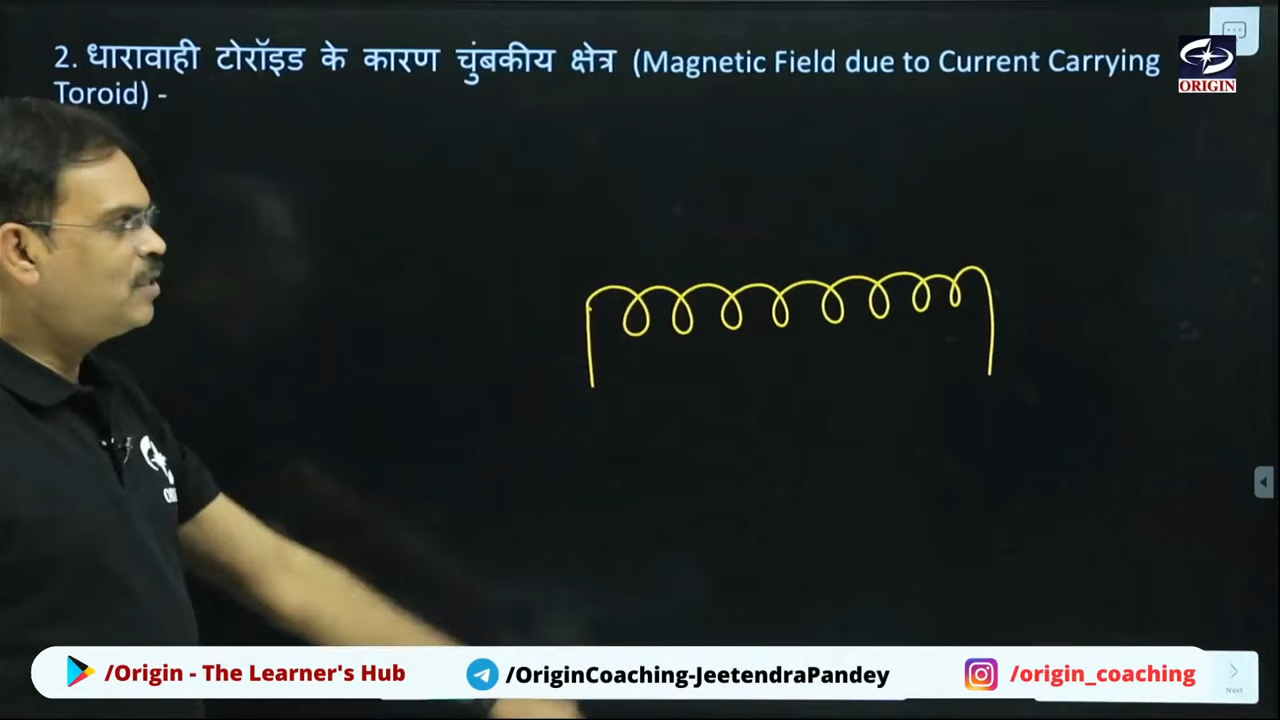 2. धारावाही टोरॉइड के कारण चुंबकीय क्षेत्र (Magnetic Field due to Current Carrying
Toroid) -
ORIGIN
/Origin - The Learner's Hub
/OriginCoaching-JeetendraPandey
/origin_coaching
Next